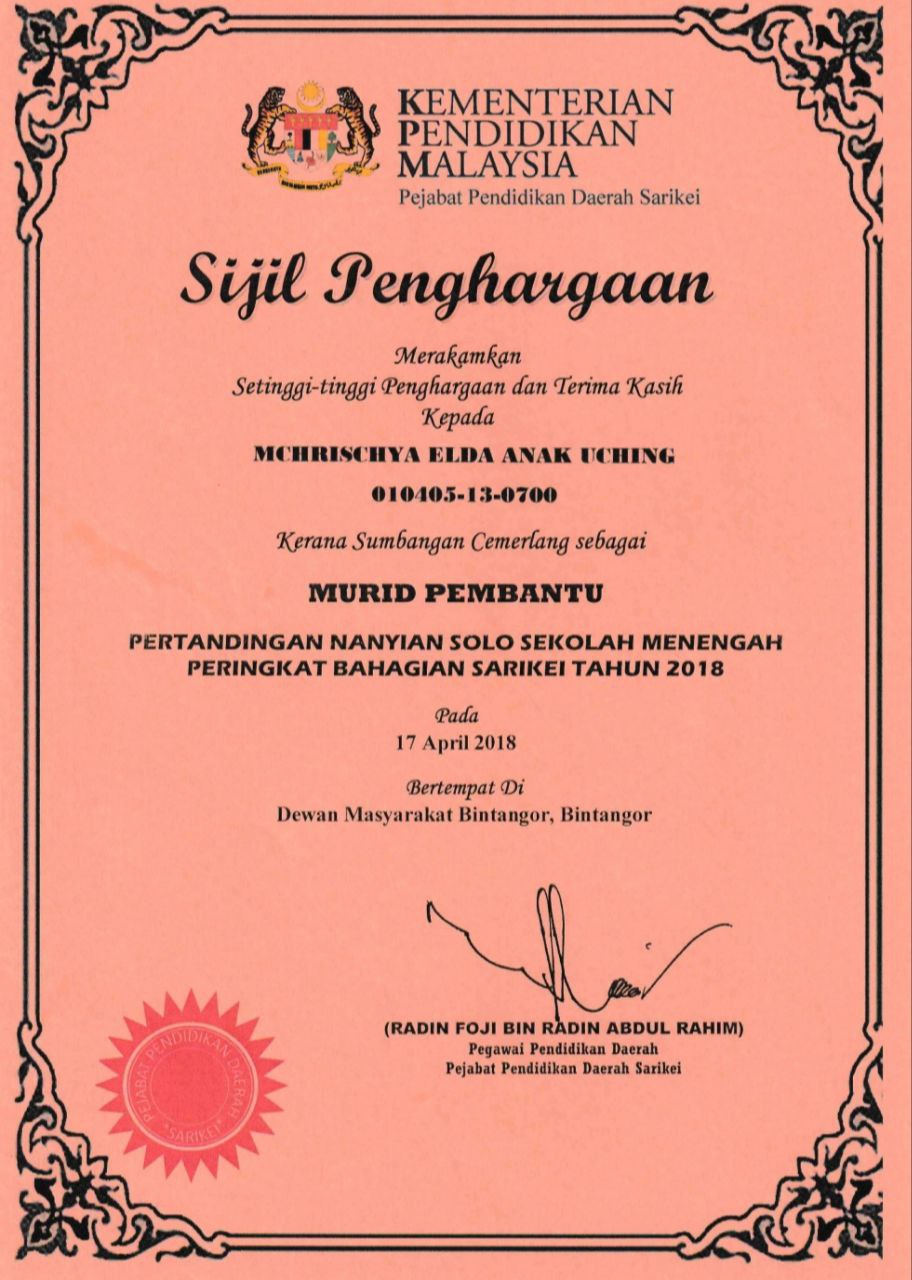 KEMENTERIAN
PENDIDIKAN
MALAYSIA
Pejabat Pendidikan Daerah Sarikei
Sijil Penghargaan
Merakamkan
Setinggi-tinggi Penghargaan dan Terima Kasih
Kepada
MCHRISCHYA ELDA ANAK UCHING
010405-13-0700
Kerana Sumbangan Cemerlang sebagai
MURID PEMBANTU
PERTANDINGAN NANYIAN SOLO SEKOLAH MENENGAH
PERINGKAT BAHAGIAN SARIKEI TAHUN 2018
Pada
17 April 2018
Bertempat Di
Dewan Masyarakat Bintangor, Bintangor
(RADIN FOJI BIN RADIN ABDUL RAHIM)
Pegawai Pendidikan Daerah
Pejabat Pendidikan Daerah Sarikei
PEJABAT PENDIDIKAN DAERAH
*SARIKEI*